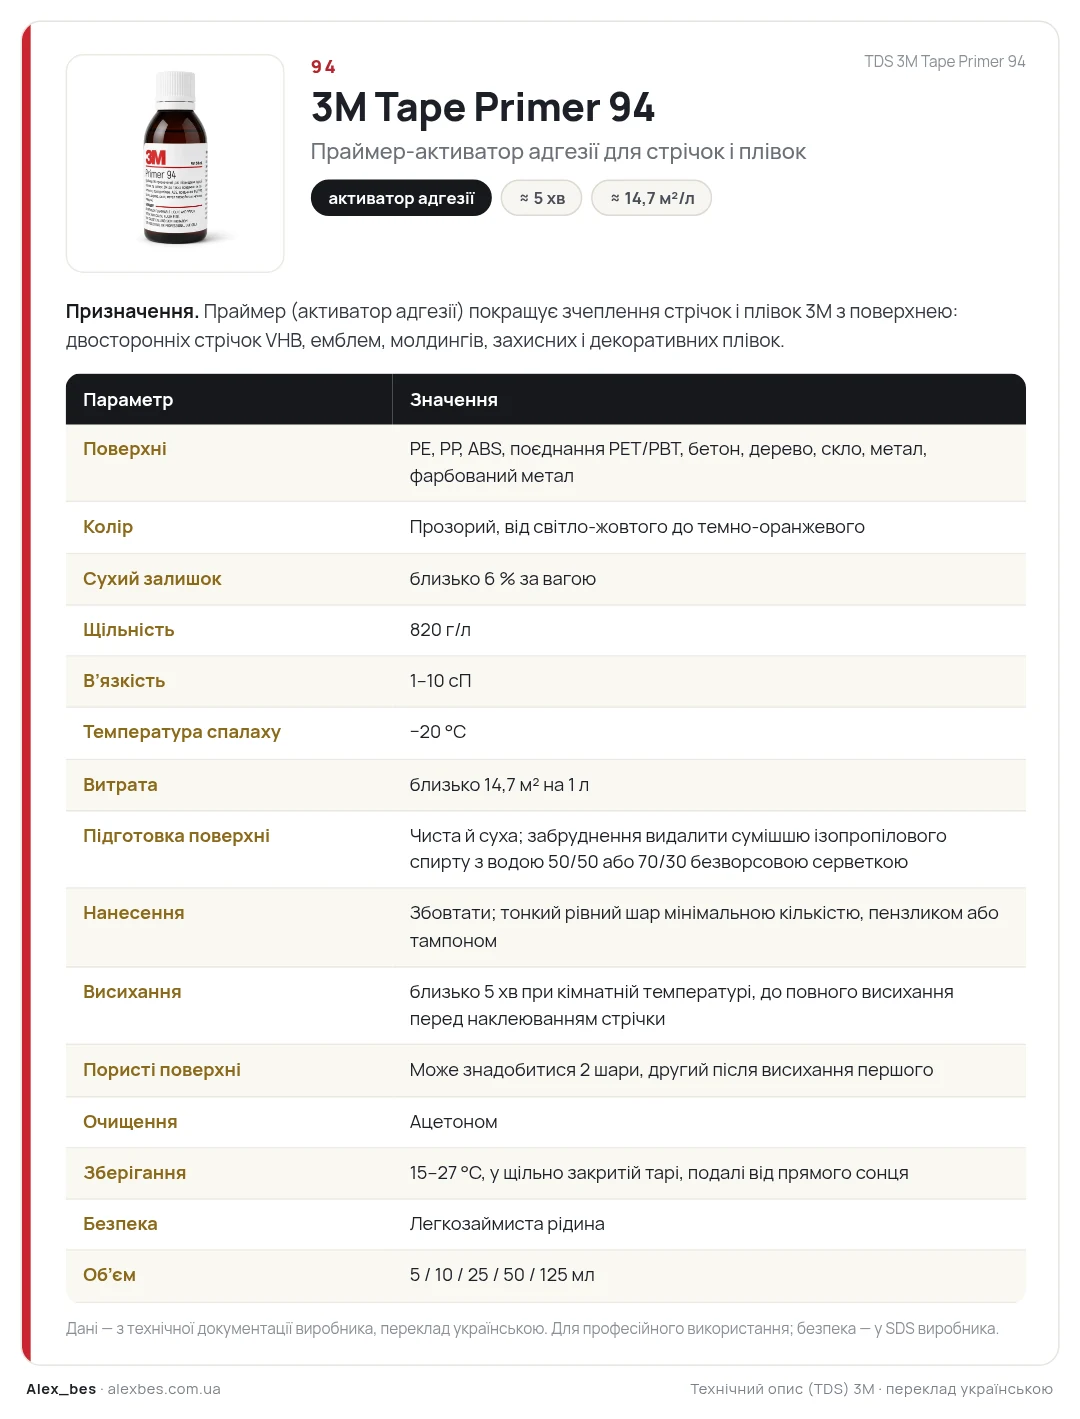 94
TDS 3M Tape Primer 94
3M Tape Primer 94
Праймер-активатор адгезії для стрічок і плівок
активатор адгезії
≈ 5 хв
≈ 14,7 м²/л
3M
Primer 94
Призначення. Праймер (активатор адгезії) покращує зчеплення стрічок і плівок 3М з поверхнею:
двосторонніх стрічок VHB, емблем, молдингів, захисних і декоративних плівок.
Параметр Значення
Поверхні PE, PP, ABS, поєднання PET/PBT, бетон, дерево, скло, метал,
фарбований метал
Колір Прозорий, від світло-жовтого до темно-оранжевого
Сухий залишок близько 6 % за вагою
Щільність 820 г/л
В’язкість 1–10 сП
Температура спалаху −20 °C
Витрата близько 14,7 м² на 1 л
Підготовка поверхні Чиста й суха; забруднення видалити сумішшю ізопропілового
спирту з водою 50/50 або 70/30 безворсовою серветкою
Нанесення Збовтати; тонкий рівний шар мінімальною кількістю, пензликом або
тампоном
Висихання близько 5 хв при кімнатній температурі, до повного висихання
перед наклеюванням стрічки
Пористі поверхні Може знадобитися 2 шари, другий після висихання першого
Очищення Ацетоном
Зберігання 15–27 °C, у щільно закритій тарі, подалі від прямого сонця
Безпека Легкозаймиста рідина
Об’єм 5 / 10 / 25 / 50 / 125 мл
Дані — з технічної документації виробника, переклад українською. Для професійного використання; безпека — у SDS виробника.
Alex_bes · alexbes.com.ua
Технічний опис (TDS) 3M · переклад українською